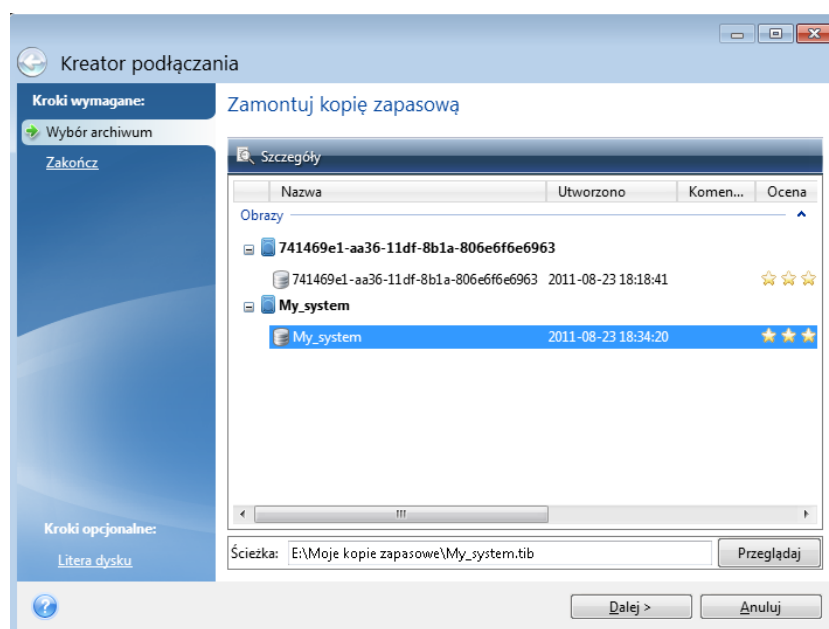 Kreator podłączania
Kroki wymagane:
Wybór archiwum
Zakończ
Kroki opcjonalne:
Litera dysku
Zamontuj kopię zapasową
Szczegóły
Nazwa Utworzono Komen... Ocena
Obrazy
741469e1-aa36-11df-8b1a-806e6f6e6963
741469e1-aa36-11df-8b1a-806e6f6e6963 2011-08-23 18:18:41
My_system
My_system 2011-08-23 18:34:20
Ścieżka: E:\Moje kopie zapasowe\My_system.tib Przeglądaj
Dalej > Anuluj